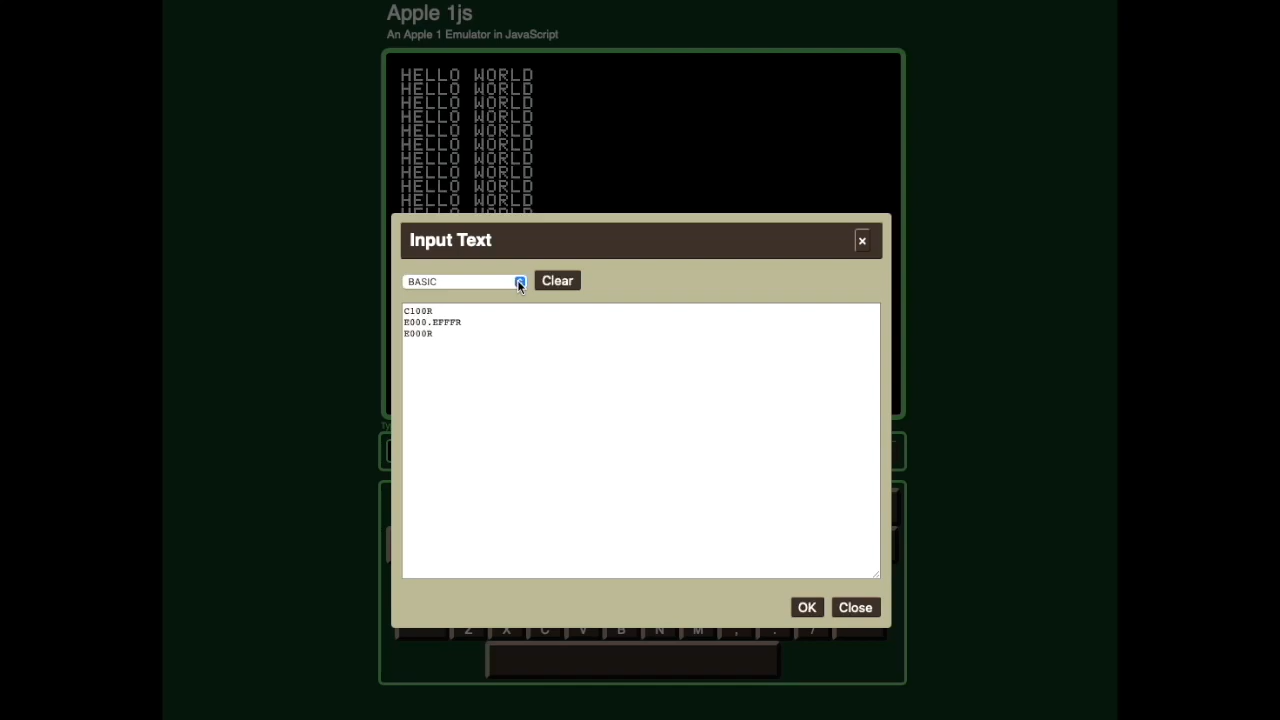 Apple 1js
An Apple 1 Emulator in JavaScript
HELLO WORLD
HELLO WORLD
HELLO WORLD
HELLO WORLD
HELLO WORLD
HELLO WORLD
HELLO WORLD
HELLO WORLD
HELLO WORLD
HELLO WORLD
Input Text ×
BASIC Clear
C100R
E000.EFFFR
E000R
OK Close
Z X C V B N M , . /